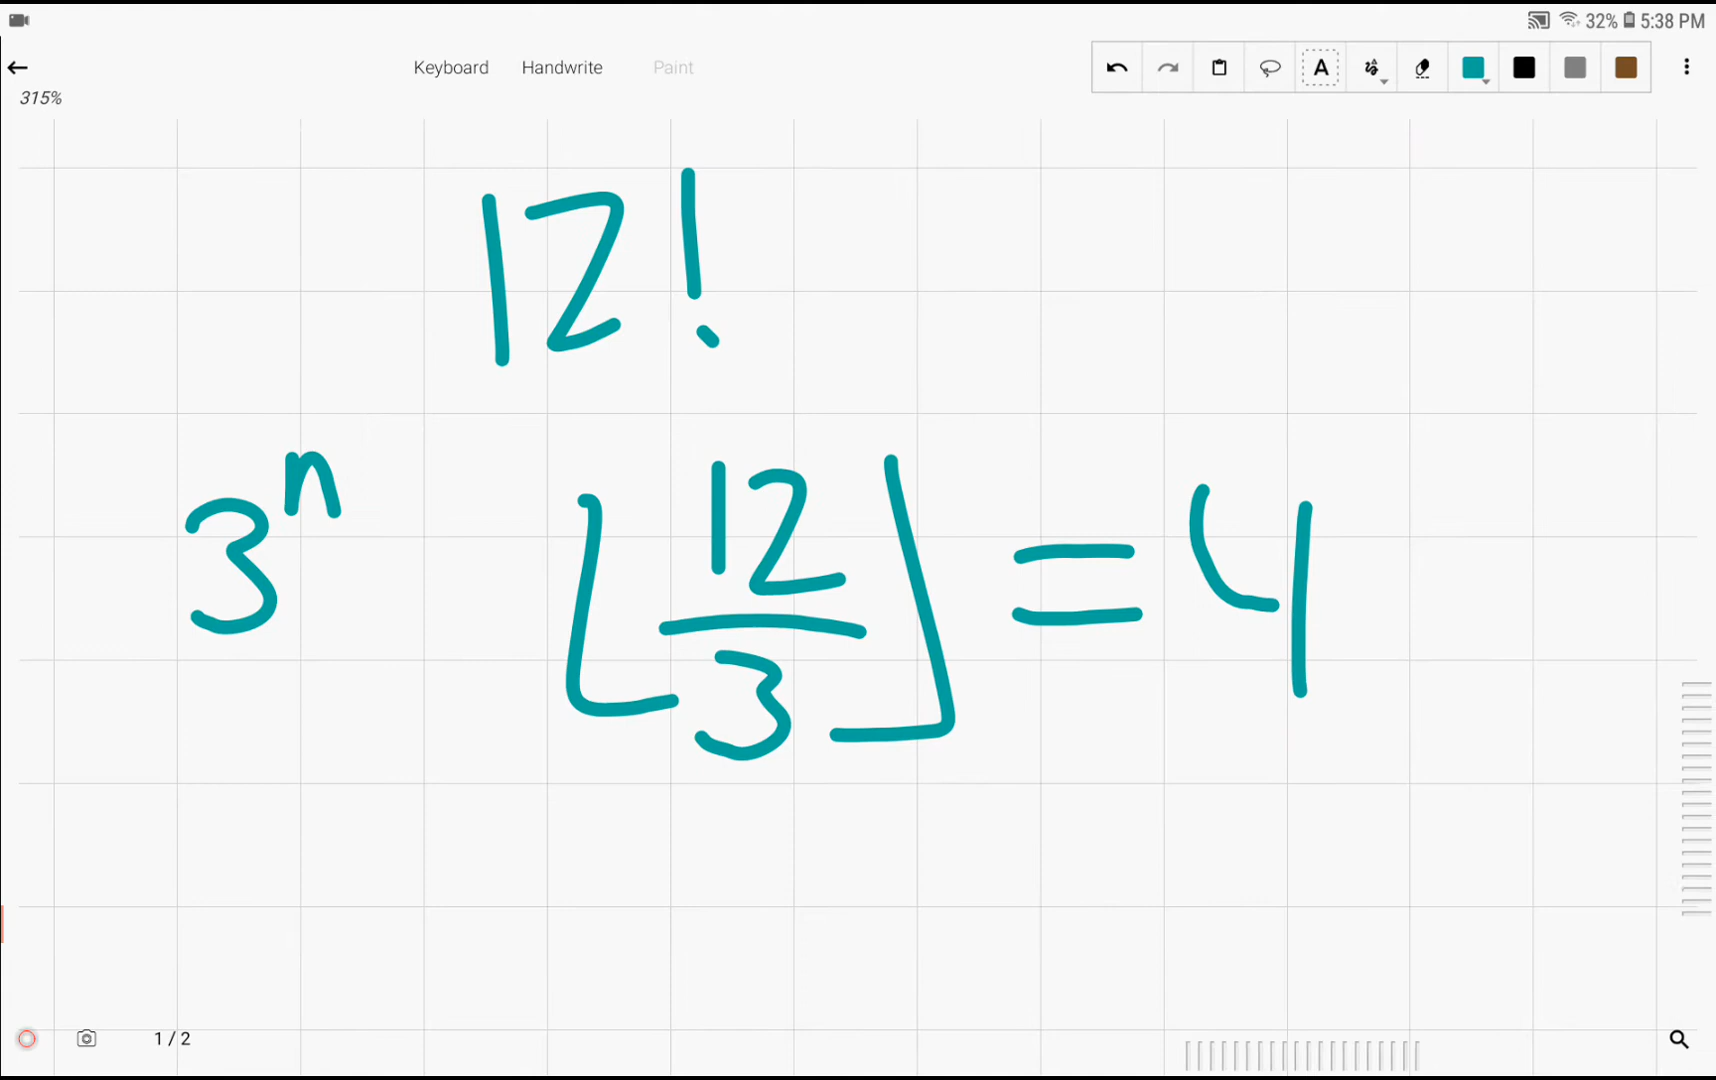 32% 5:38 PM
Keyboard Handwrite Paint A
315%
12!
3^n ⌊12/3⌋ = 4
1 / 2